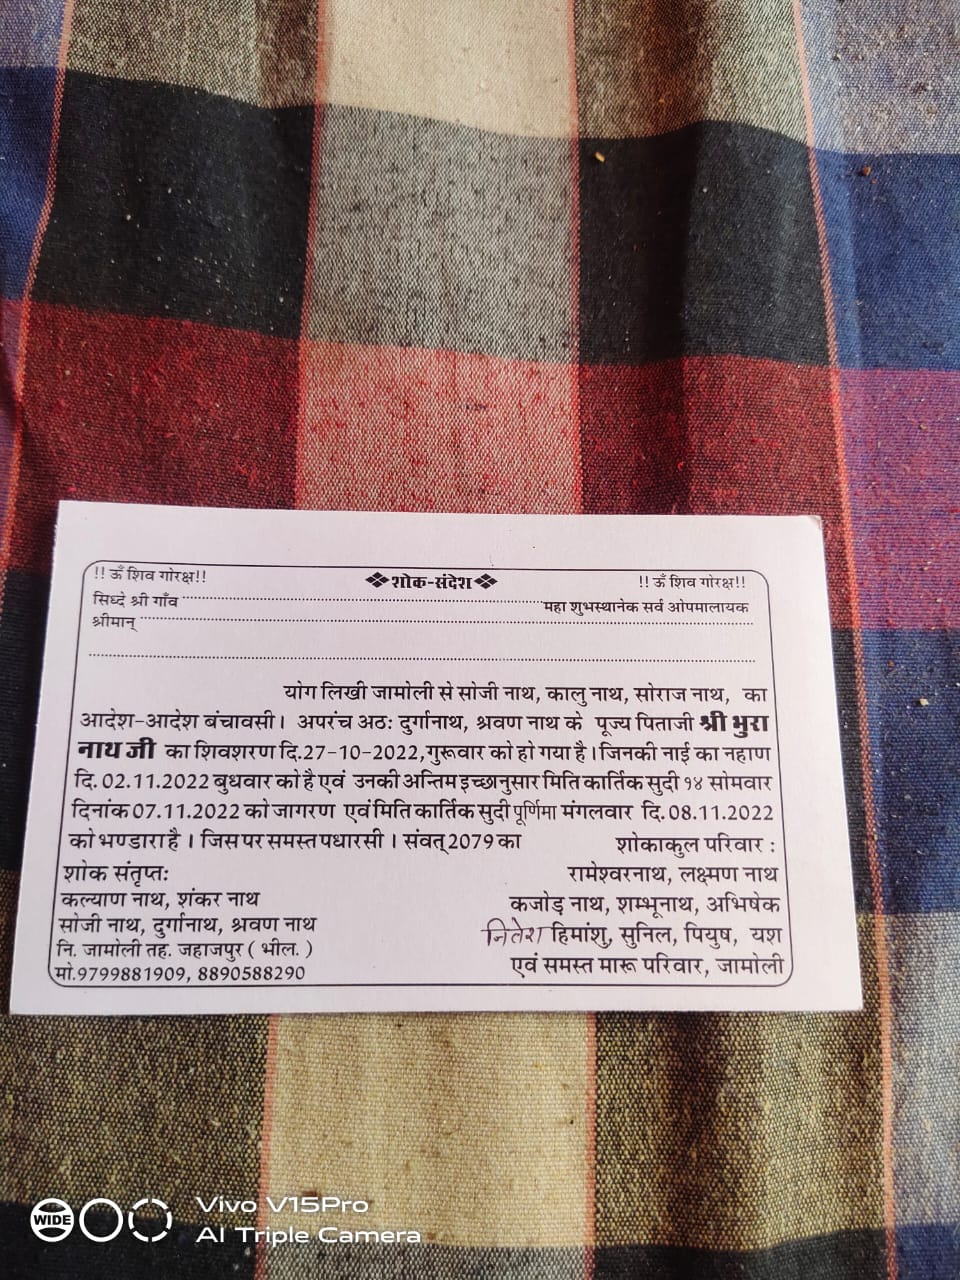 !! ऊँ शिव गोरक्ष!! ❖शोक-संदेश❖ !! ऊँ शिव गोरक्ष!!
सिध्दं श्री गाँव महा शुभस्थानेक सर्व ओपमालायक
श्रीमान्
योग लिखी जामोली से सोजी नाथ, कालु नाथ, सोराज नाथ, का
आदेश-आदेश बंचावसी। अपरंच अठः दुर्गानाथ, श्रवण नाथ के पूज्य पिताजी श्री भुरा
नाथ जी का शिवशरण दि.27-10-2022, गुरूवार को हो गया है। जिनकी नाई का नहाण
दि. 02.11.2022 बुधवार को है एवं उनकी अन्तिम इच्छानुसार मिति कार्तिक सुदी १४ सोमवार
दिनांक 07.11.2022 को जागरण एवं मिति कार्तिक सुदी पूर्णिमा मंगलवार दि. 08.11.2022
को भण्डारा है। जिस पर समस्त पधारसी। संवत् 2079 का
शोकाकुल परिवार :
रामेश्वरनाथ, लक्ष्मण नाथ
कजोड़ नाथ, शम्भूनाथ, अभिषेक
नितेश हिमांशु, सुनिल, पियुष, यश
एवं समस्त मारू परिवार, जामोली
शोक संतृप्तः
कल्याण नाथ, शंकर नाथ
सोजी नाथ, दुर्गानाथ, श्रवण नाथ
नि. जामोली तह. जहाजपुर ( भील. )
मो.9799881909, 8890588290
WIDE
Vivo V15Pro
AI Triple Camera